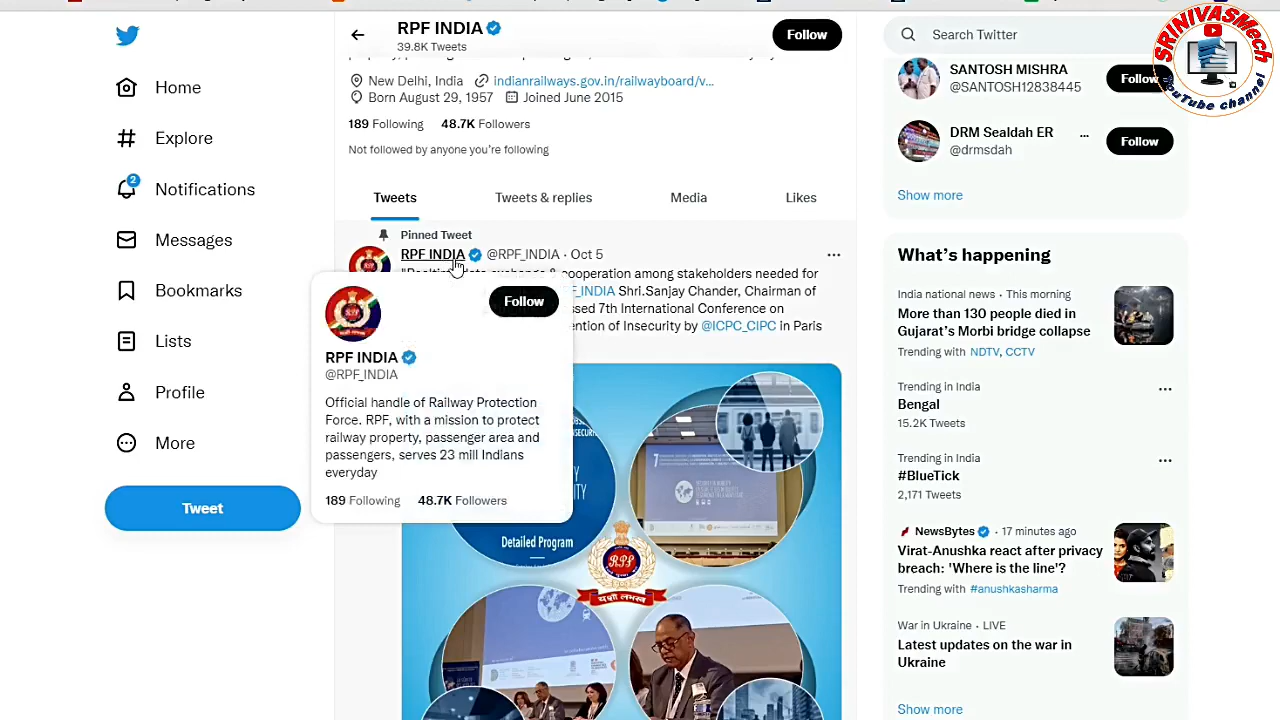 RPF INDIA
39.8K Tweets
Follow
Search Twitter
SRINIVASMech
YouTube channel
Home
Explore
2
Notifications
Messages
Bookmarks
Lists
Profile
More
Tweet
New Delhi, India indianrailways.gov.in/railwayboard/v...
Born August 29, 1957 Joined June 2015
189 Following 48.7K Followers
Not followed by anyone you're following
Tweets Tweets & replies Media Likes
Pinned Tweet
RPF INDIA @RPF_INDIA · Oct 5 ...
cooperation among stakeholders needed for
Shri.Sanjay Chander, Chairman of
7th International Conference on
of Insecurity by @ICPC_CIPC in Paris
Follow
RPF INDIA
@RPF_INDIA
Official handle of Railway Protection
Force. RPF, with a mission to protect
railway property, passenger area and
passengers, serves 23 mill Indians
everyday
189 Following 48.7K Followers
Detailed Program
RPF
यशो लभस्व
SANTOSH MISHRA
@SANTOSH12838445
Follow
DRM Sealdah ER ...
@drmsdah
Follow
Show more
What's happening
India national news · This morning
More than 130 people died in
Gujarat's Morbi bridge collapse
Trending with NDTV, CCTV
Trending in India ...
Bengal
15.2K Tweets
Trending in India ...
#BlueTick
2,171 Tweets
NewsBytes · 17 minutes ago
Virat-Anushka react after privacy
breach: 'Where is the line'?
Trending with #anushkasharma
War in Ukraine · LIVE
Latest updates on the war in
Ukraine
Show more